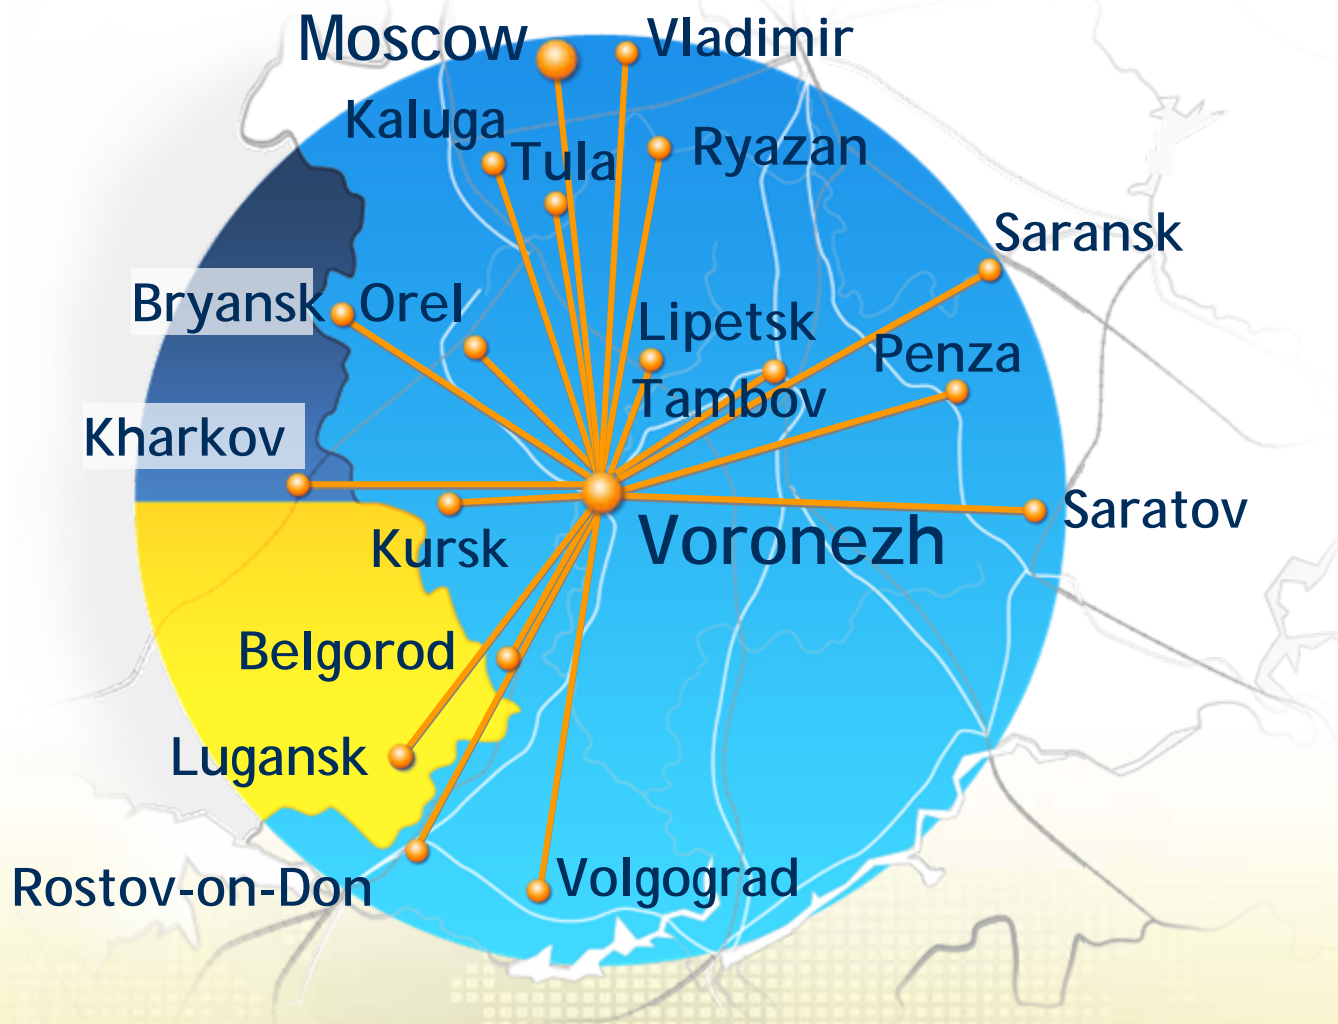 Moscow
Vladimir
Kaluga
Tula
Ryazan
Saransk
Bryansk
Orel
Lipetsk
Penza
Tambov
Kharkov
Saratov
Kursk
Voronezh
Belgorod
Lugansk
Rostov-on-Don
Volgograd